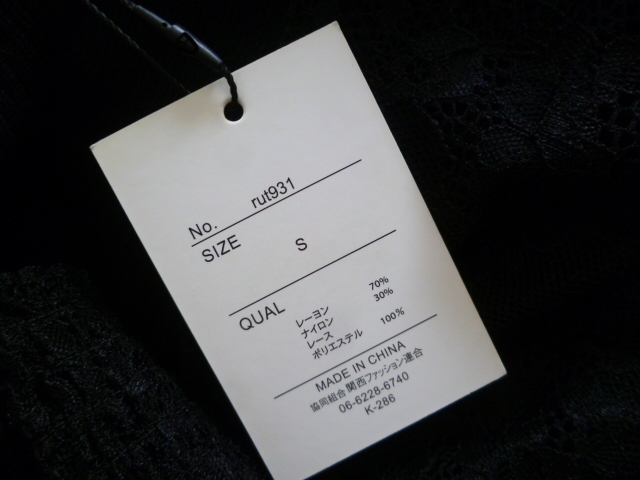 No. rut931
SIZE S
QUAL
レーヨン 70%
ナイロン 30%
レース
ポリエステル 100%
MADE IN CHINA
協同組合 関西ファッション連合
06-6228-6740
K-286